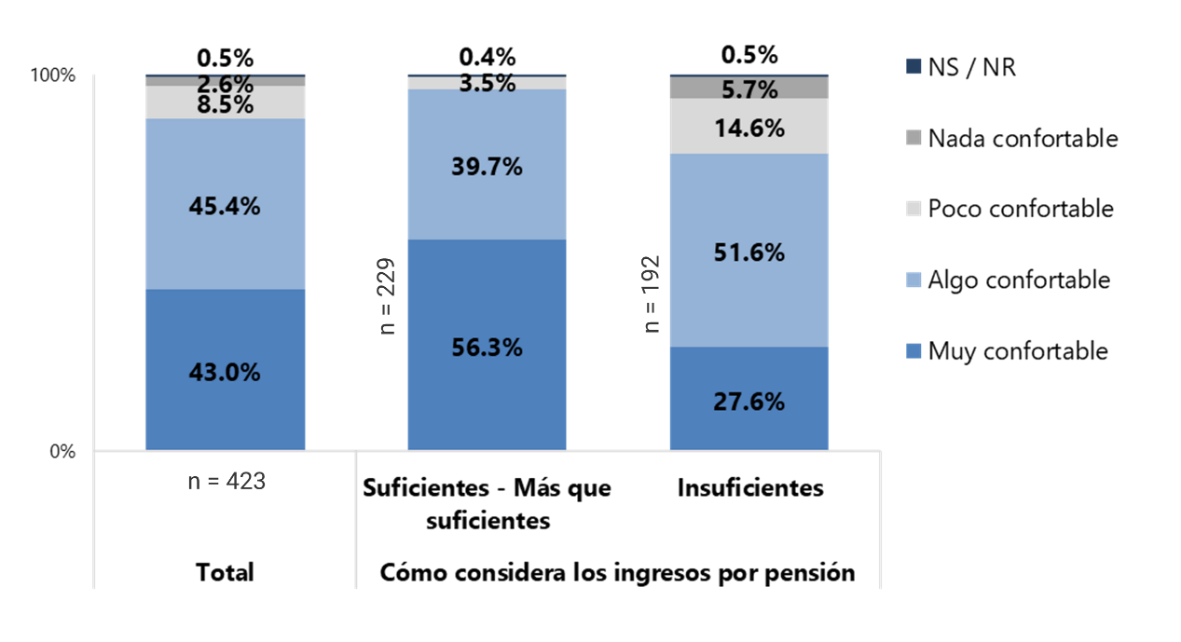 100%
0%
0.5%
2.6%
8.5%
45.4%
43.0%
n = 423
Total
0.4%
3.5%
39.7%
56.3%
n = 229
Suficientes - Más que
suficientes
0.5%
5.7%
14.6%
51.6%
27.6%
n = 192
Insuficientes
Cómo considera los ingresos por pensión
NS / NR
Nada confortable
Poco confortable
Algo confortable
Muy confortable